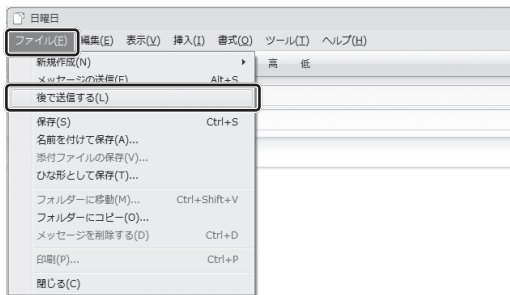 日曜日
ファイル(F) 編集(E) 表示(V) 挿入(I) 書式(O) ツール(T) ヘルプ(H)
新規作成(N) 高 低
メッセージの送信(E) Alt+S
後で送信する(L)
保存(S) Ctrl+S
名前を付けて保存(A)...
添付ファイルの保存(V)...
ひな形として保存(T)...
フォルダーに移動(M)... Ctrl+Shift+V
フォルダーにコピー(O)...
メッセージを削除する(D) Ctrl+D
印刷(P)... Ctrl+P
閉じる(C)